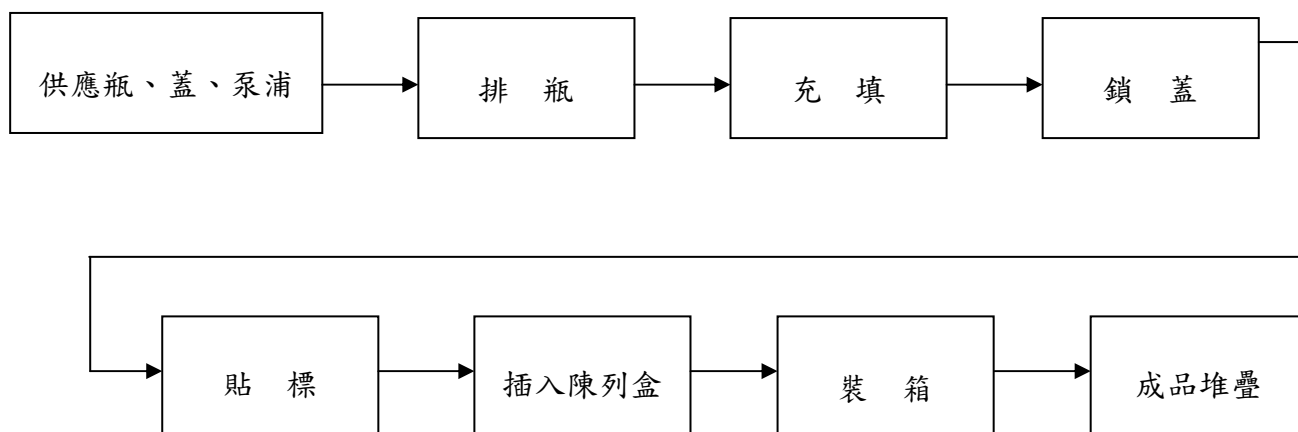 供應瓶、蓋、泵浦
排 瓶
充 填
鎖 蓋
貼 標
插入陳列盒
裝 箱
成品堆疊